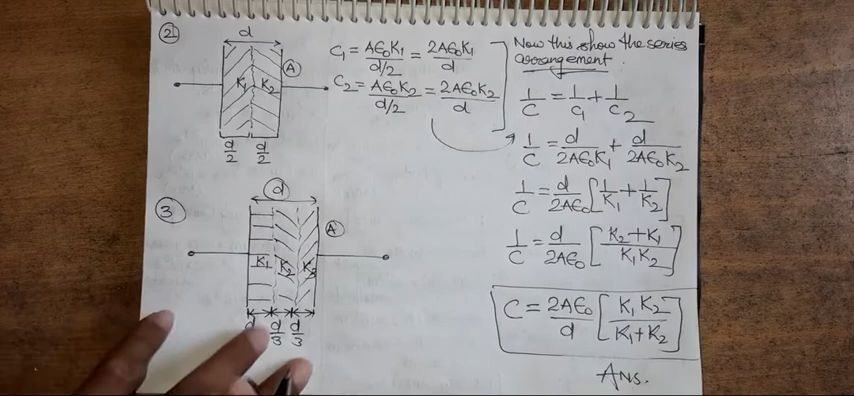 ②
d
K₁ K₂ A
d/2 d/2
C₁ = Aϵ₀K₁/d/2 = 2Aϵ₀K₁/d
C₂ = Aϵ₀K₂/d/2 = 2Aϵ₀K₂/d
Now this show the series
arrangement.
1/C = 1/C₁ + 1/C₂
1/C = d/2Aϵ₀K₁ + d/2Aϵ₀K₂
1/C = d/2Aϵ₀ [1/K₁ + 1/K₂]
1/C = d/2Aϵ₀ [K₂+K₁/K₁K₂]
C = 2Aϵ₀/d [K₁K₂/K₁+K₂]
Ans.
③
d
A
K₁ K₂ K₃
d d/3 d/3